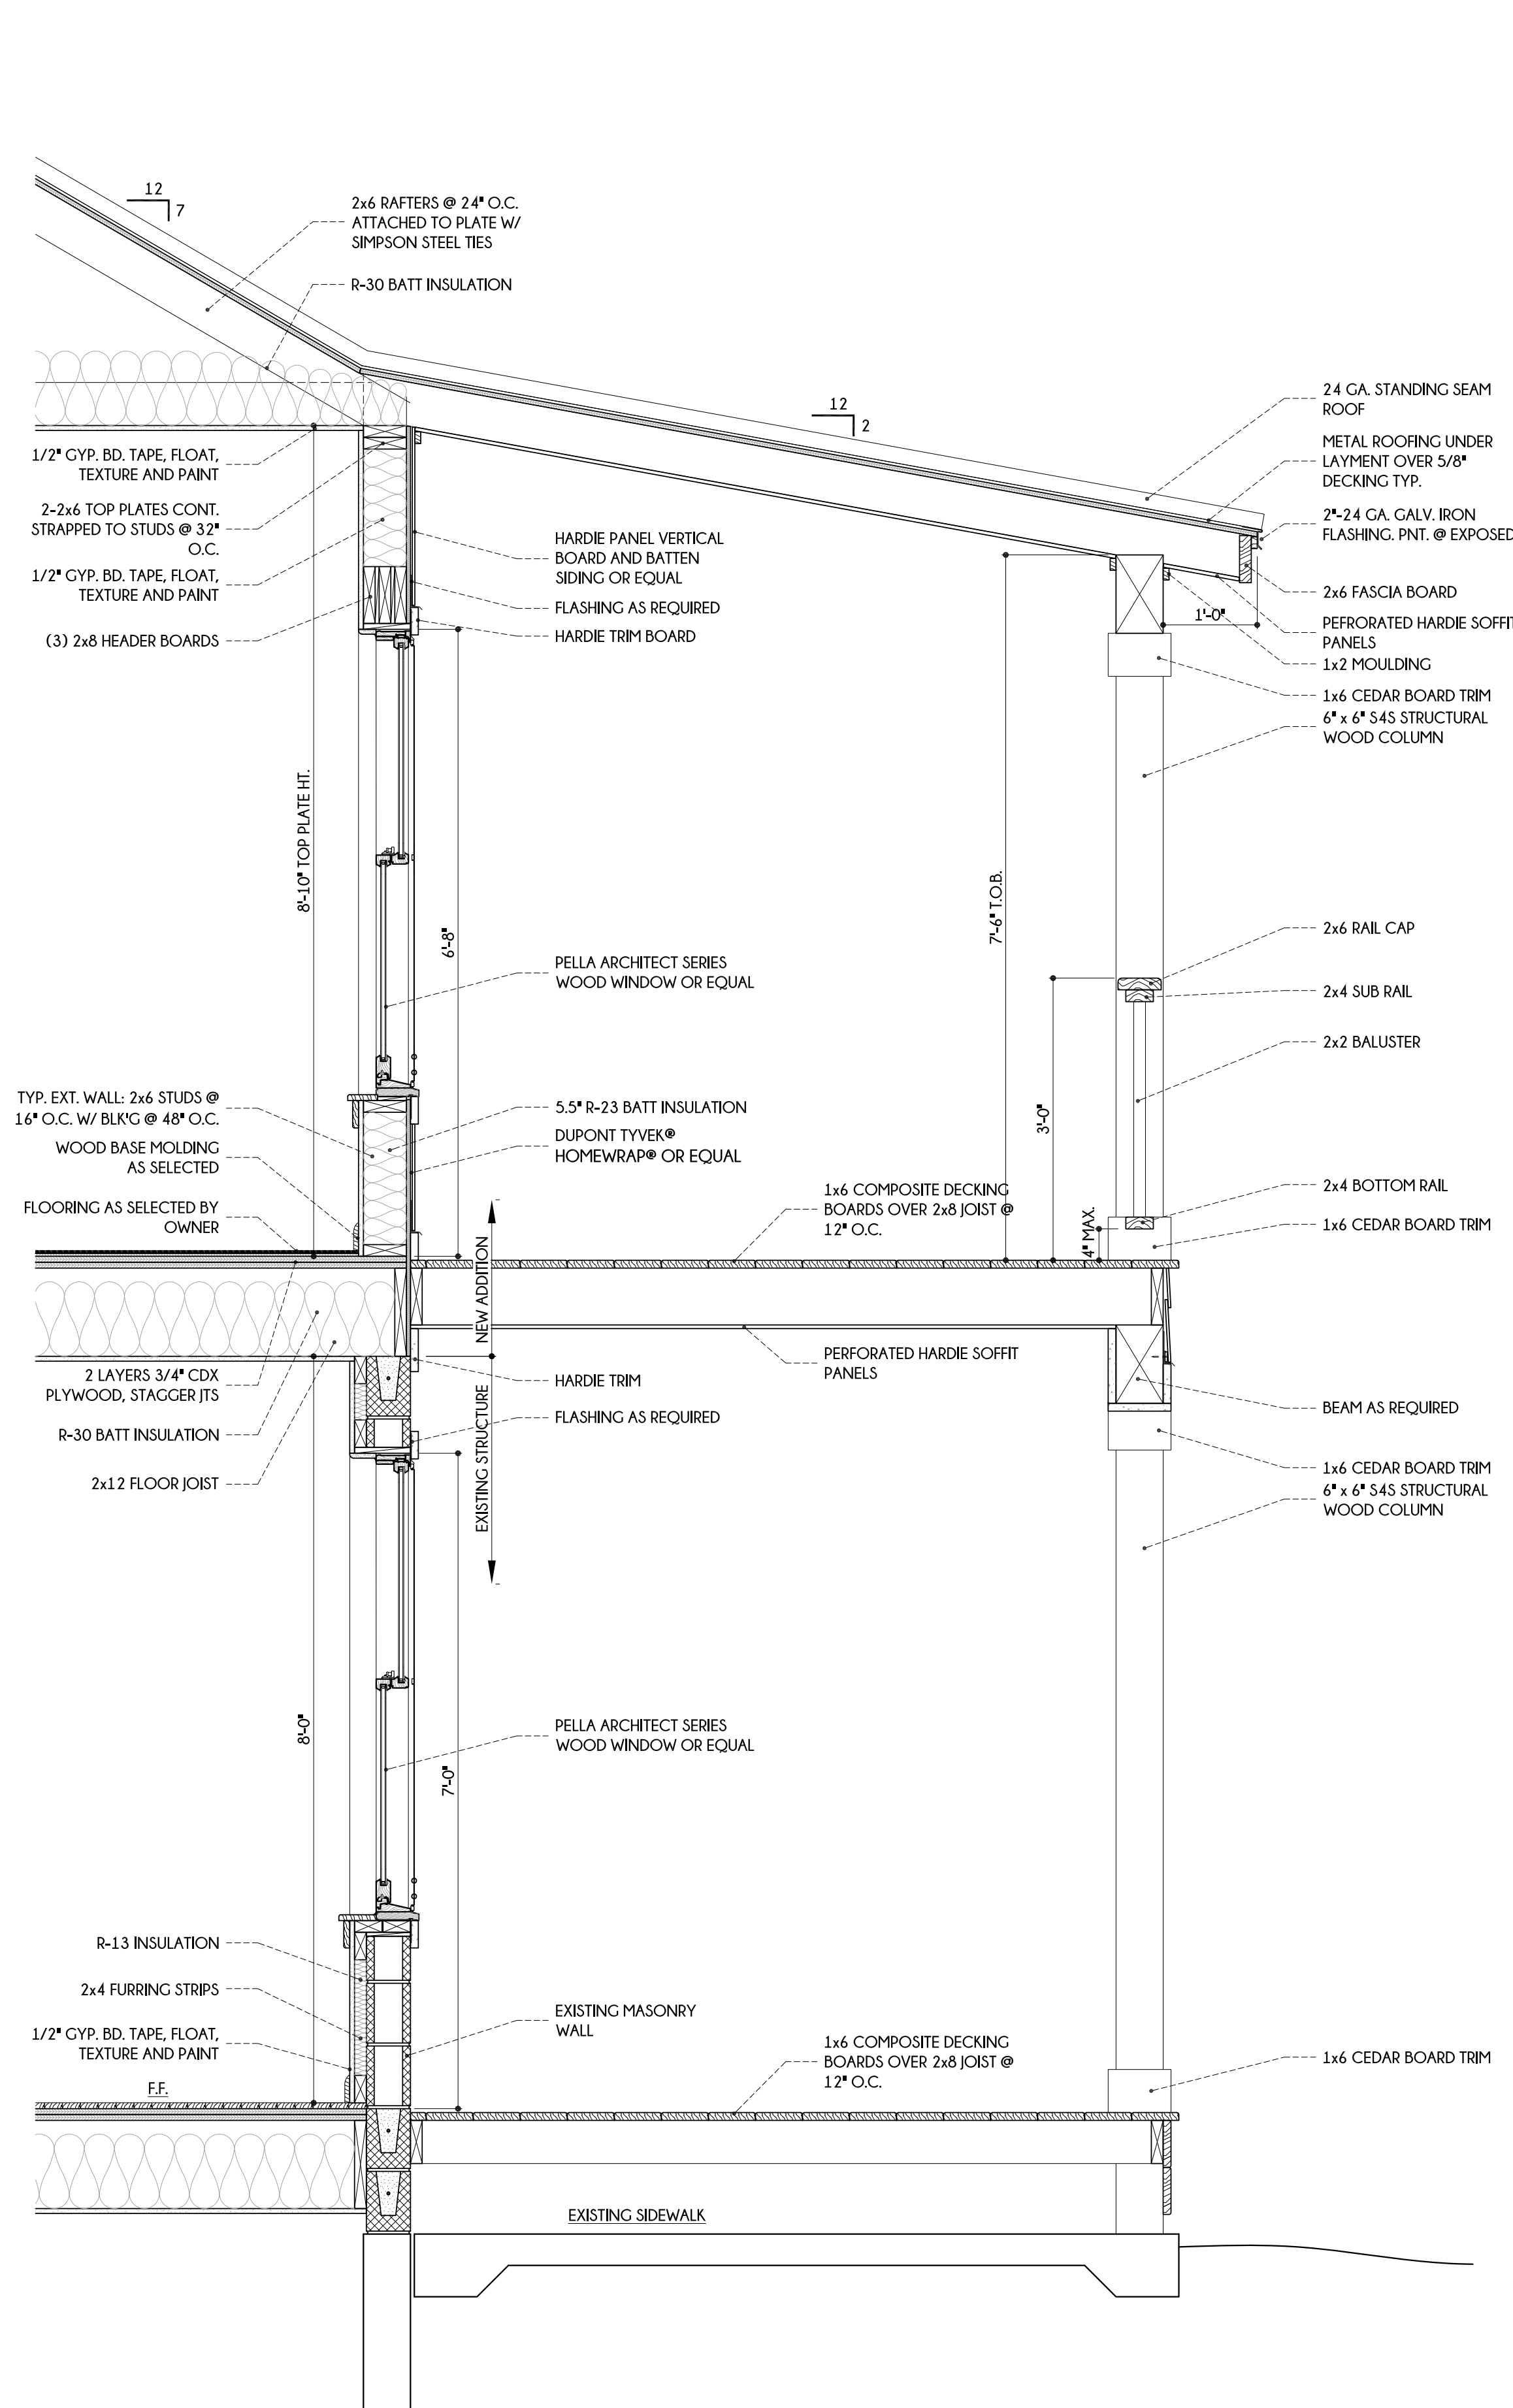 12
7
2x6 RAFTERS @ 24" O.C.
ATTACHED TO PLATE W/
SIMPSON STEEL TIES
R-30 BATT INSULATION
12
2
24 GA. STANDING SEAM
ROOF
METAL ROOFING UNDER
LAYMENT OVER 5/8"
DECKING TYP.
2"-24 GA. GALV. IRON
FLASHING. PNT. @ EXPOSED
2x6 FASCIA BOARD
1'-0"
PEFRORATED HARDIE SOFFIT
PANELS
1x2 MOULDING
1x6 CEDAR BOARD TRIM
6" x 6" S4S STRUCTURAL
WOOD COLUMN
1/2" GYP. BD. TAPE, FLOAT,
TEXTURE AND PAINT
2-2x6 TOP PLATES CONT.
STRAPPED TO STUDS @ 32"
O.C.
1/2" GYP. BD. TAPE, FLOAT,
TEXTURE AND PAINT
(3) 2x8 HEADER BOARDS
HARDIE PANEL VERTICAL
BOARD AND BATTEN
SIDING OR EQUAL
FLASHING AS REQUIRED
HARDIE TRIM BOARD
8'-10" TOP PLATE HT.
6'-8"
7'-6" T.O.B.
PELLA ARCHITECT SERIES
WOOD WINDOW OR EQUAL
2x6 RAIL CAP
2x4 SUB RAIL
2x2 BALUSTER
3'-0"
4" MAX.
2x4 BOTTOM RAIL
1x6 CEDAR BOARD TRIM
TYP. EXT. WALL: 2x6 STUDS @
16" O.C. W/ BLK'G @ 48" O.C.
WOOD BASE MOLDING
AS SELECTED
FLOORING AS SELECTED BY
OWNER
5.5" R-23 BATT INSULATION
DUPONT TYVEK®
HOMEWRAP® OR EQUAL
1x6 COMPOSITE DECKING
BOARDS OVER 2x8 JOIST @
12" O.C.
NEW ADDITION
EXISTING STRUCTURE
2 LAYERS 3/4" CDX
PLYWOOD, STAGGER JTS
R-30 BATT INSULATION
2x12 FLOOR JOIST
HARDIE TRIM
FLASHING AS REQUIRED
PERFORATED HARDIE SOFFIT
PANELS
BEAM AS REQUIRED
1x6 CEDAR BOARD TRIM
6" x 6" S4S STRUCTURAL
WOOD COLUMN
8'-0"
7'-0"
PELLA ARCHITECT SERIES
WOOD WINDOW OR EQUAL
R-13 INSULATION
2x4 FURRING STRIPS
1/2" GYP. BD. TAPE, FLOAT,
TEXTURE AND PAINT
F.F.
EXISTING MASONRY
WALL
1x6 COMPOSITE DECKING
BOARDS OVER 2x8 JOIST @
12" O.C.
1x6 CEDAR BOARD TRIM
EXISTING SIDEWALK